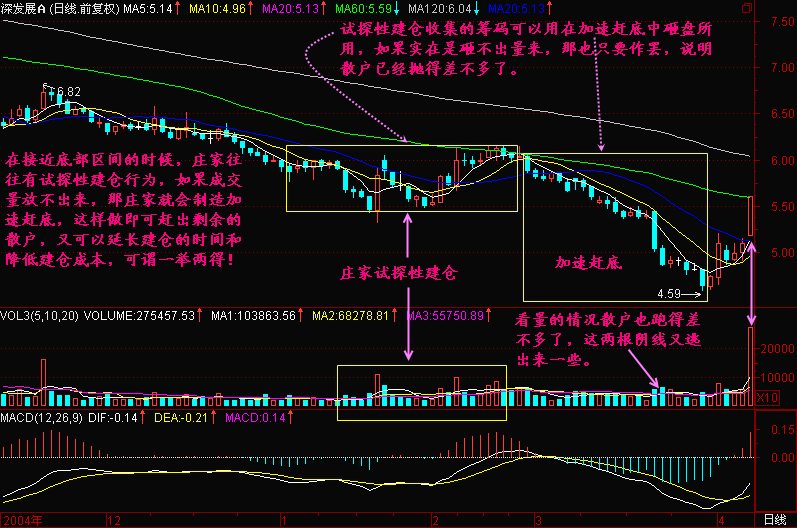 深发展A (日线.前复权) MA5:5.14↑ MA10:4.96↑ MA20:5.13↑ MA60:5.59↓ MA120:6.04↓ MA20:5.13↑
7.50
试探性建仓收集的筹码可以用在加速赶底中砸盘所
用，如果实在是砸不出量来，那也只要作罢，说明
散户已经抛得差不多了。
7.00
6.82
6.50
在接近底部区间的时候，庄家往
往有试探性建仓行为，如果成交
量放不出来，那庄家就会制造加
速赶底，这样做即可赶出剩余的
散户，又可以延长建仓的时间和
降低建仓成本，可谓一举两得！
6.00
5.50
5.00
庄家试探性建仓
加速赶底
4.59
VOL3(5,10,20) VOLUME:275457.53↑ MA1:103863.56↑ MA2:68278.81↑ MA3:55750.89↑
看量的情况散户也跑得差
不多了，这两根阴线又逃
出来一些。
20000
10000
X10
MACD(12,26,9) DIF:-0.14↑ DEA:-0.21↑ MACD:0.14↑
0.15
0.00
2004年 12 1 2 3 4 日线